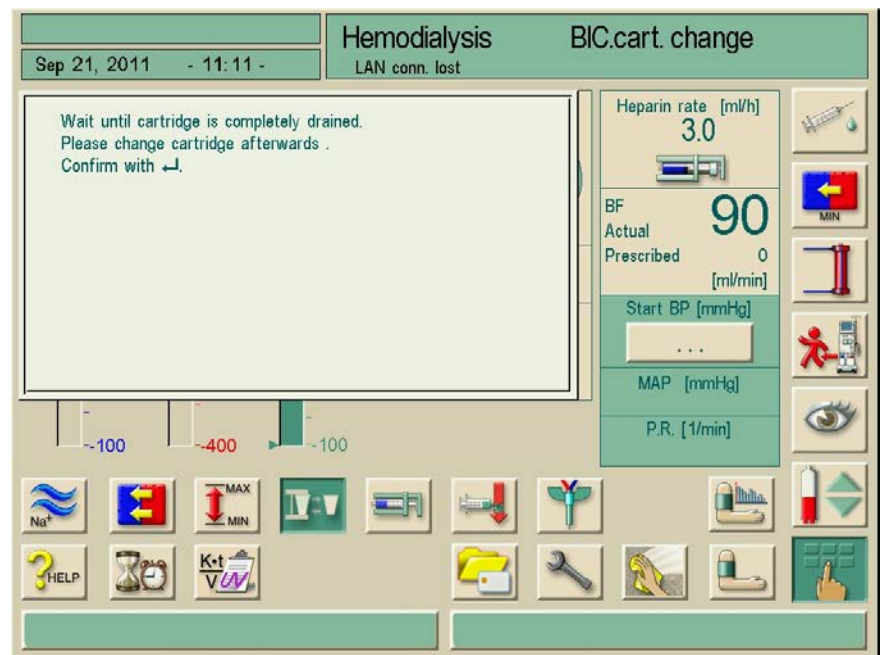 Hemodialysis BIC.cart. change
Sep 21, 2011 - 11:11 -
LAN conn. lost
Wait until cartridge is completely drained.
Please change cartridge afterwards .
Confirm with ↵.
Heparin rate [ml/h]
3.0
BF
Actual
90
Prescribed 0
[ml/min]
Start BP [mmHg]
...
MAP [mmHg]
P.R. [1/min]
MIN
-100
-400
100
Na+
MAX
MIN
HELP
K•t
V